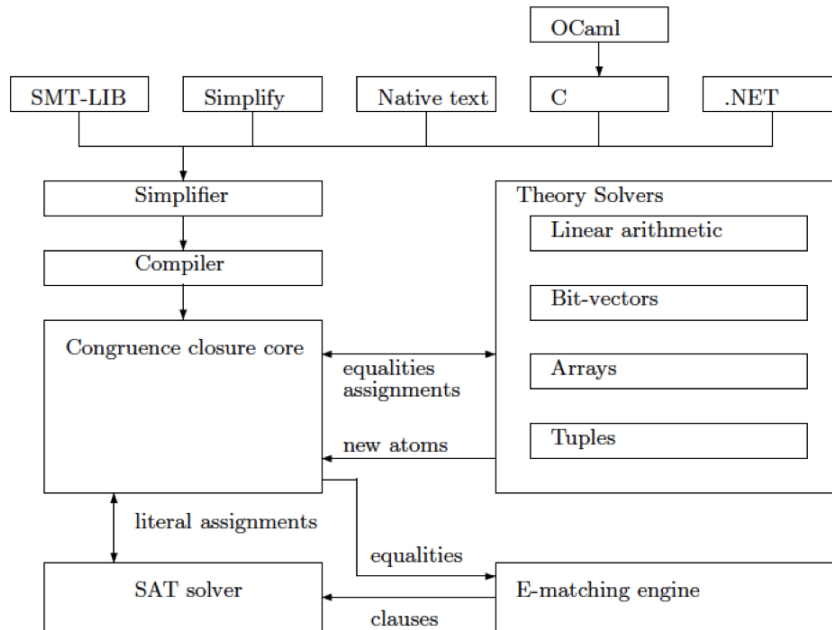 OCaml
SMT-LIB
Simplify
Native text
C
.NET
Simplifier
Compiler
Congruence closure core
Theory Solvers
Linear arithmetic
Bit-vectors
Arrays
Tuples
equalities
assignments
new atoms
literal assignments
equalities
SAT solver
clauses
E-matching engine